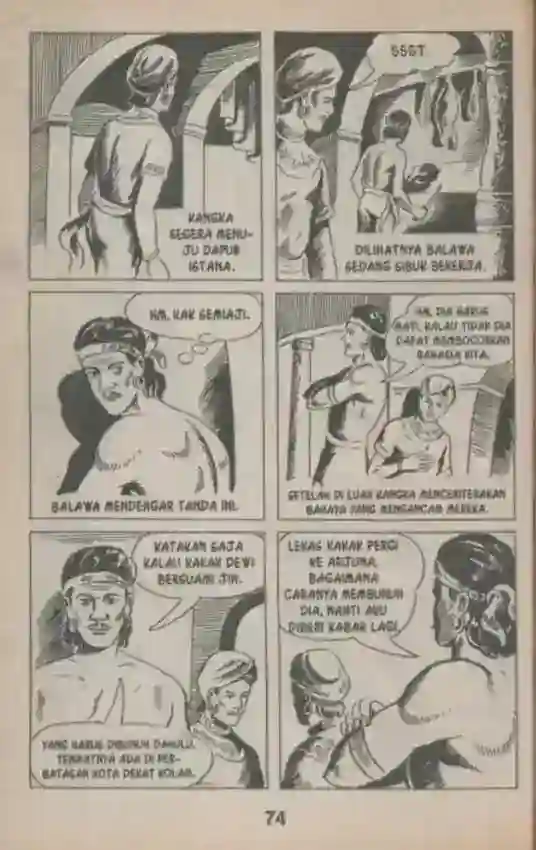 KANGKA
SEGERA MENU-
JU DAPUR
ISTANA.
SSST
DILIHATNYA BALAWA
SEDANG SIBUK BEKERJA.
HM, KAK SEMIAJI.
BALAWA MENDENGAR TANDA INI.
HM, DIA HARUS
MATI. KALAU TIDAK DIA
DAPAT MEMBOCORKAN
RAHASIA KITA.
SETELAH DI LUAR KANGKA MENCERITERAKAN
BAHAYA YANG MENGANCAM MEREKA.
KATAKAN SAJA
KALAU KAKAK DEWI
BERSUAMI JIN.
YANG HARUS DIBUNUH DAHULU,
TEMPATNYA ADA DI PER-
BATASAN KOTA DEKAT KOLAM.
LEKAS KAKAK PERGI
KE ARJUNA,
BAGAIMANA
CARANYA MEMBUNUH
DIA, NANTI AKU
DIBERI KABAR LAGI.
74